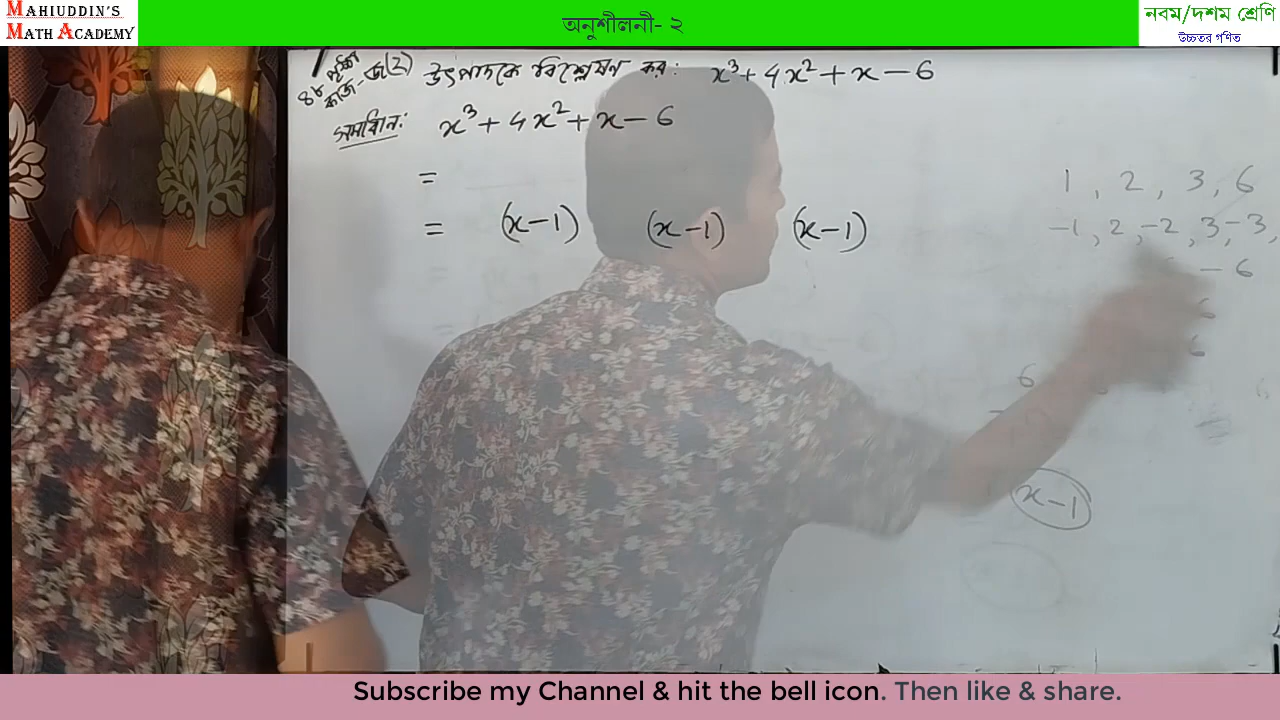 MAHIUDDIN'S
MATH ACADEMY
অনুশীলনী- ২
নবম/দশম শ্রেণি
উচ্চতর গণিত
উৎপাদকে বিশ্লেষণ কর: x³ + 4x² + x - 6
সমাধান: x³ + 4x² + x - 6
=
= (x-1) (x-1) (x-1)
1, 2, 3, 6
-1, 2, -2, 3, -3,
- 6
6
x-1
Subscribe my Channel & hit the bell icon. Then like & share.